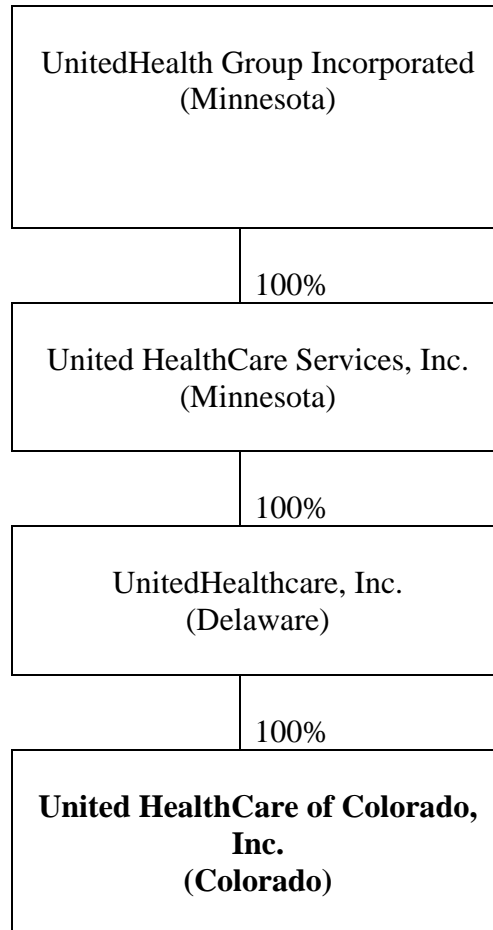 UnitedHealth Group Incorporated
(Minnesota)
100%
United HealthCare Services, Inc.
(Minnesota)
100%
UnitedHealthcare, Inc.
(Delaware)
100%
United HealthCare of Colorado,
Inc.
(Colorado)